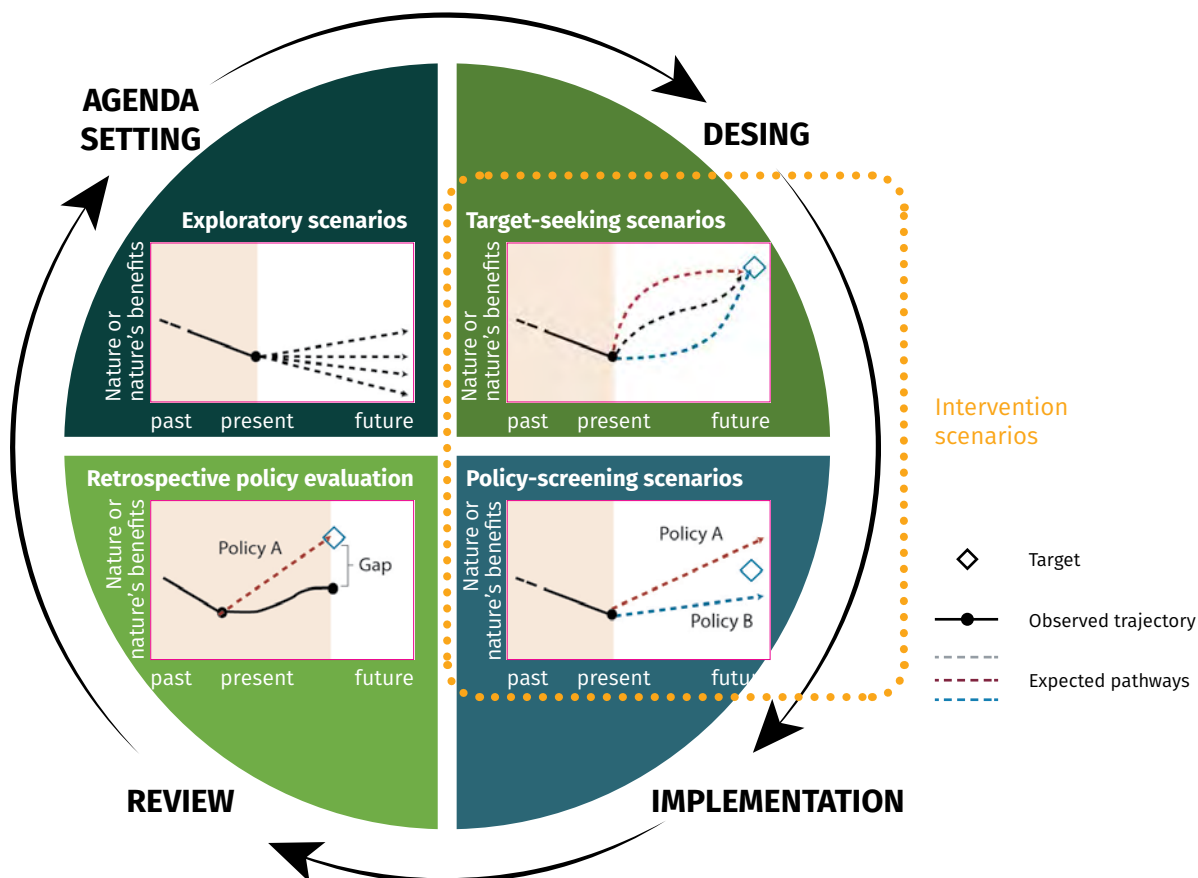 AGENDA
SETTING
DESING
Exploratory scenarios
Nature or
nature's benefits
past present future
Target-seeking scenarios
Nature or
nature's benefits
past present future
Intervention
scenarios
Retrospective policy evaluation
Nature or
nature's benefits
Policy A
Gap
past present future
Policy-screening scenarios
Nature or
nature's benefits
Policy A
Policy B
past present futur
Target
Observed trajectory
Expected pathways
REVIEW
IMPLEMENTATION